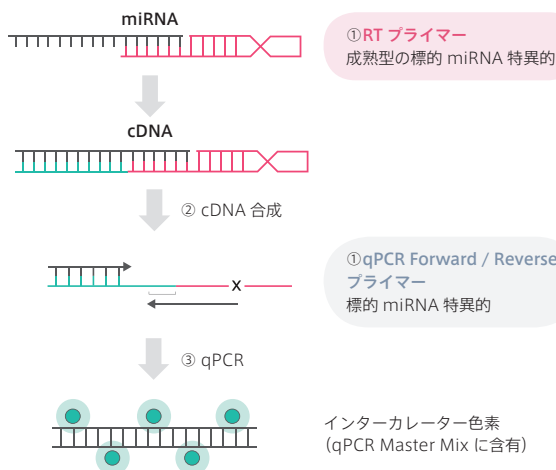 miRNA
①RT プライマー
成熟型の標的 miRNA 特異的
cDNA
② cDNA 合成
①qPCR Forward / Reverse
プライマー
標的 miRNA 特異的
x
③ qPCR
インターカレーター色素
(qPCR Master Mix に含有)